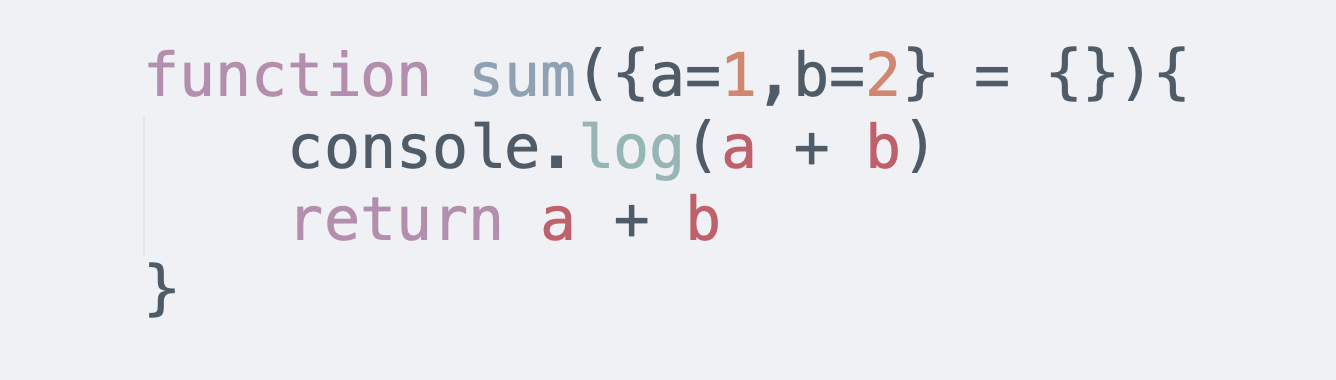 function sum({a=1,b=2} = {}){
    console.log(a + b)
    return a + b
}